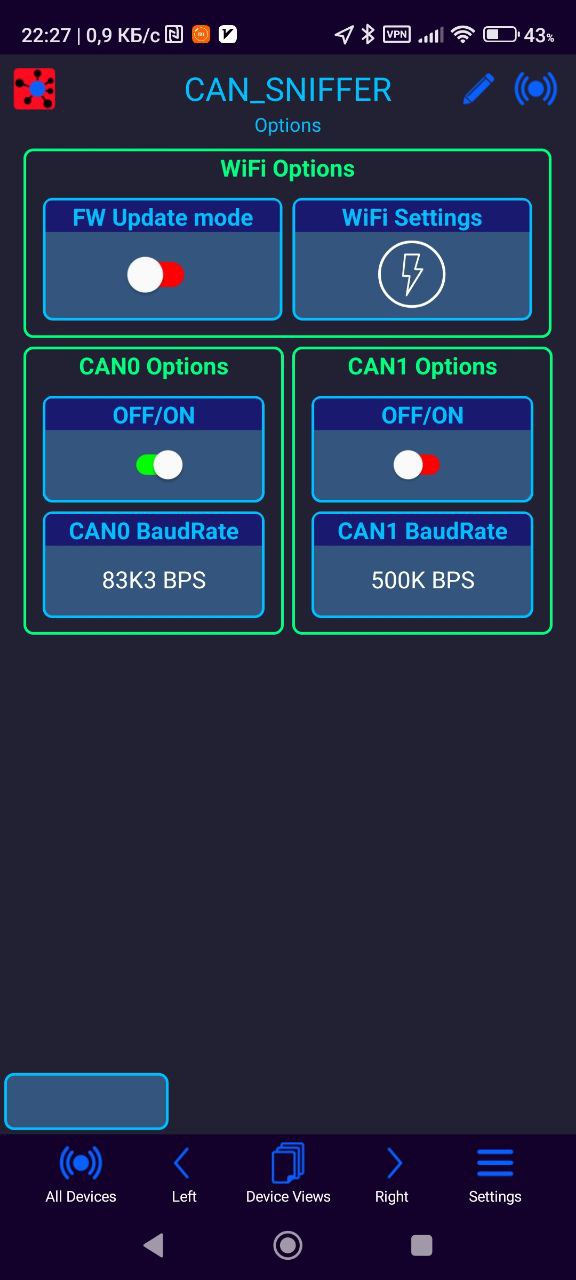 22:27 | 0,9 КБ/с VPN 43%
CAN_SNIFFER
Options
WiFi Options
FW Update mode WiFi Settings
CAN0 Options CAN1 Options
OFF/ON OFF/ON
CAN0 BaudRate CAN1 BaudRate
83K3 BPS 500K BPS
All Devices Left Device Views Right Settings